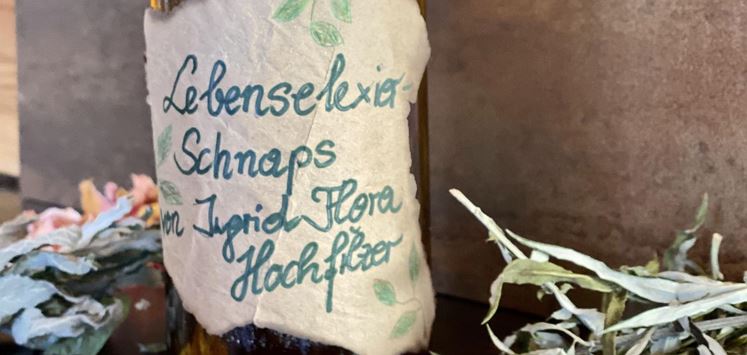 Lebenselexier-
Schnaps
von Ingrid Flora
Hochfilzer